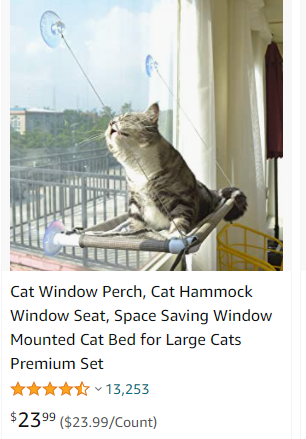 Cat Window Perch, Cat Hammock
Window Seat, Space Saving Window
Mounted Cat Bed for Large Cats
Premium Set
13,253
$23.99 ($23.99/Count)